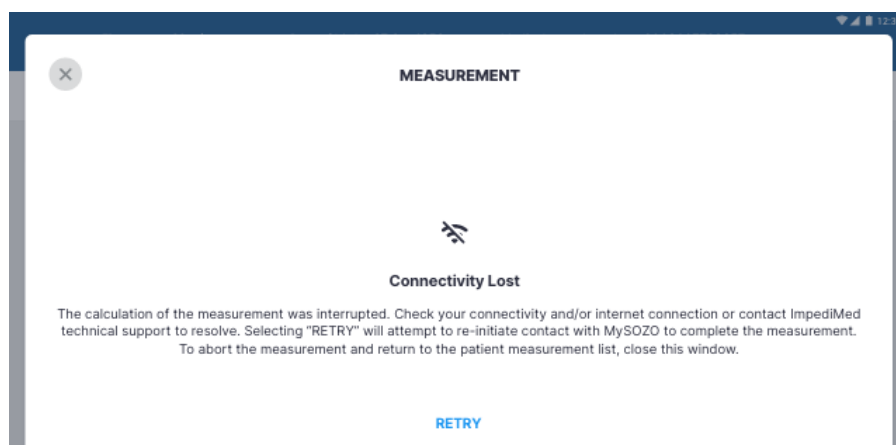 MEASUREMENT
Connectivity Lost
The calculation of the measurement was interrupted. Check your connectivity and/or internet connection or contact ImpediMed
technical support to resolve. Selecting “RETRY” will attempt to re-initiate contact with MySOZO to complete the measurement.
To abort the measurement and return to the patient measurement list, close this window.
RETRY